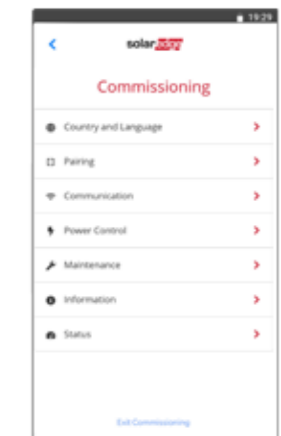 19:29
solaredge
Commissioning
Country and Language
Pairing
Communication
Power Control
Maintenance
Information
Status
Exit Commissioning